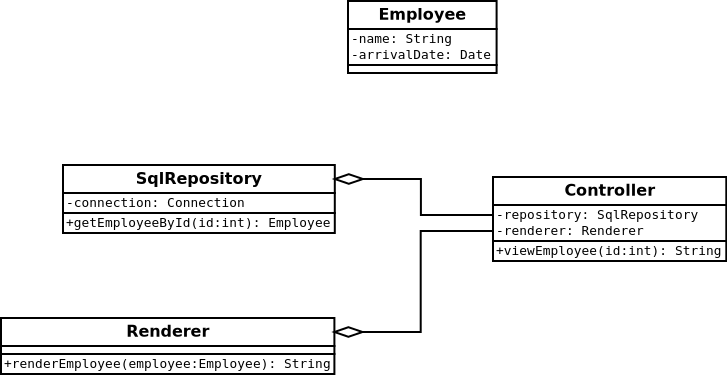 Employee
-name: String
-arrivalDate: Date
SqlRepository
-connection: Connection
+getEmployeeById(id:int): Employee
Controller
-repository: SqlRepository
-renderer: Renderer
+viewEmployee(id:int): String
Renderer
+renderEmployee(employee:Employee): String